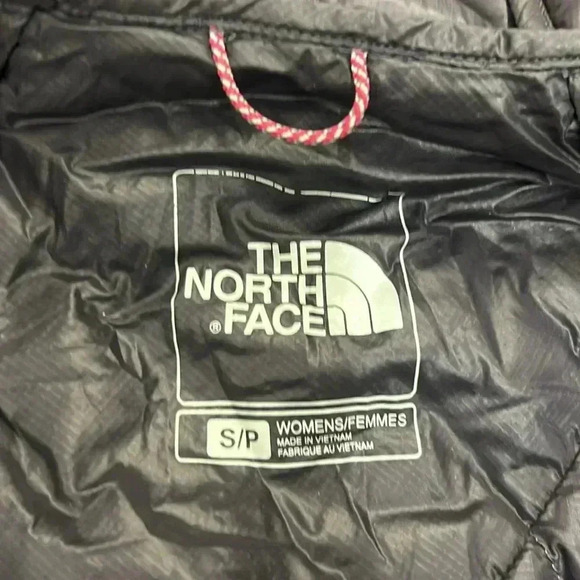 THE
NORTH
® FACE
S/P
WOMENS/FEMMES
MADE IN VIETNAM
FABRIQUE AU VIETNAM